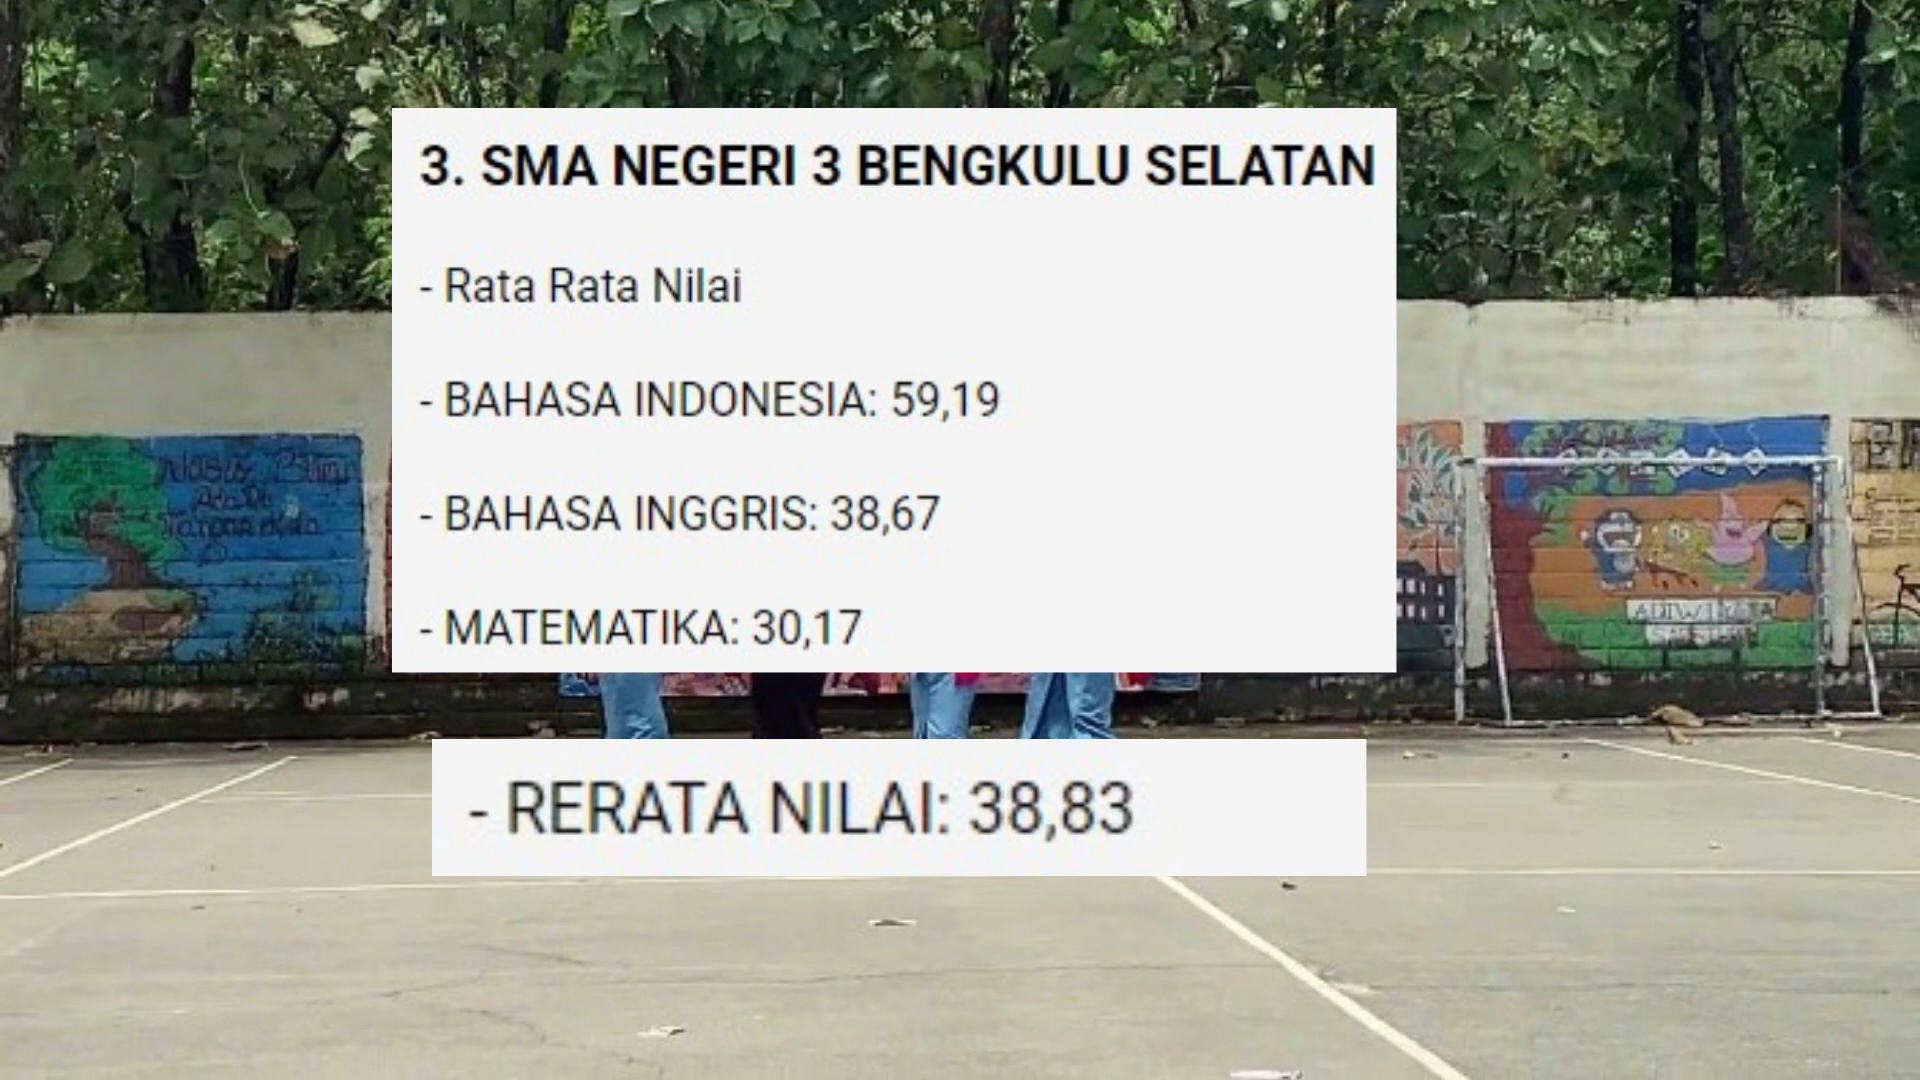 3. SMA NEGERI 3 BENGKULU SELATAN
- Rata Rata Nilai
- BAHASA INDONESIA: 59,19
- BAHASA INGGRIS: 38,67
- MATEMATIKA: 30,17
- RERATA NILAI: 38,83